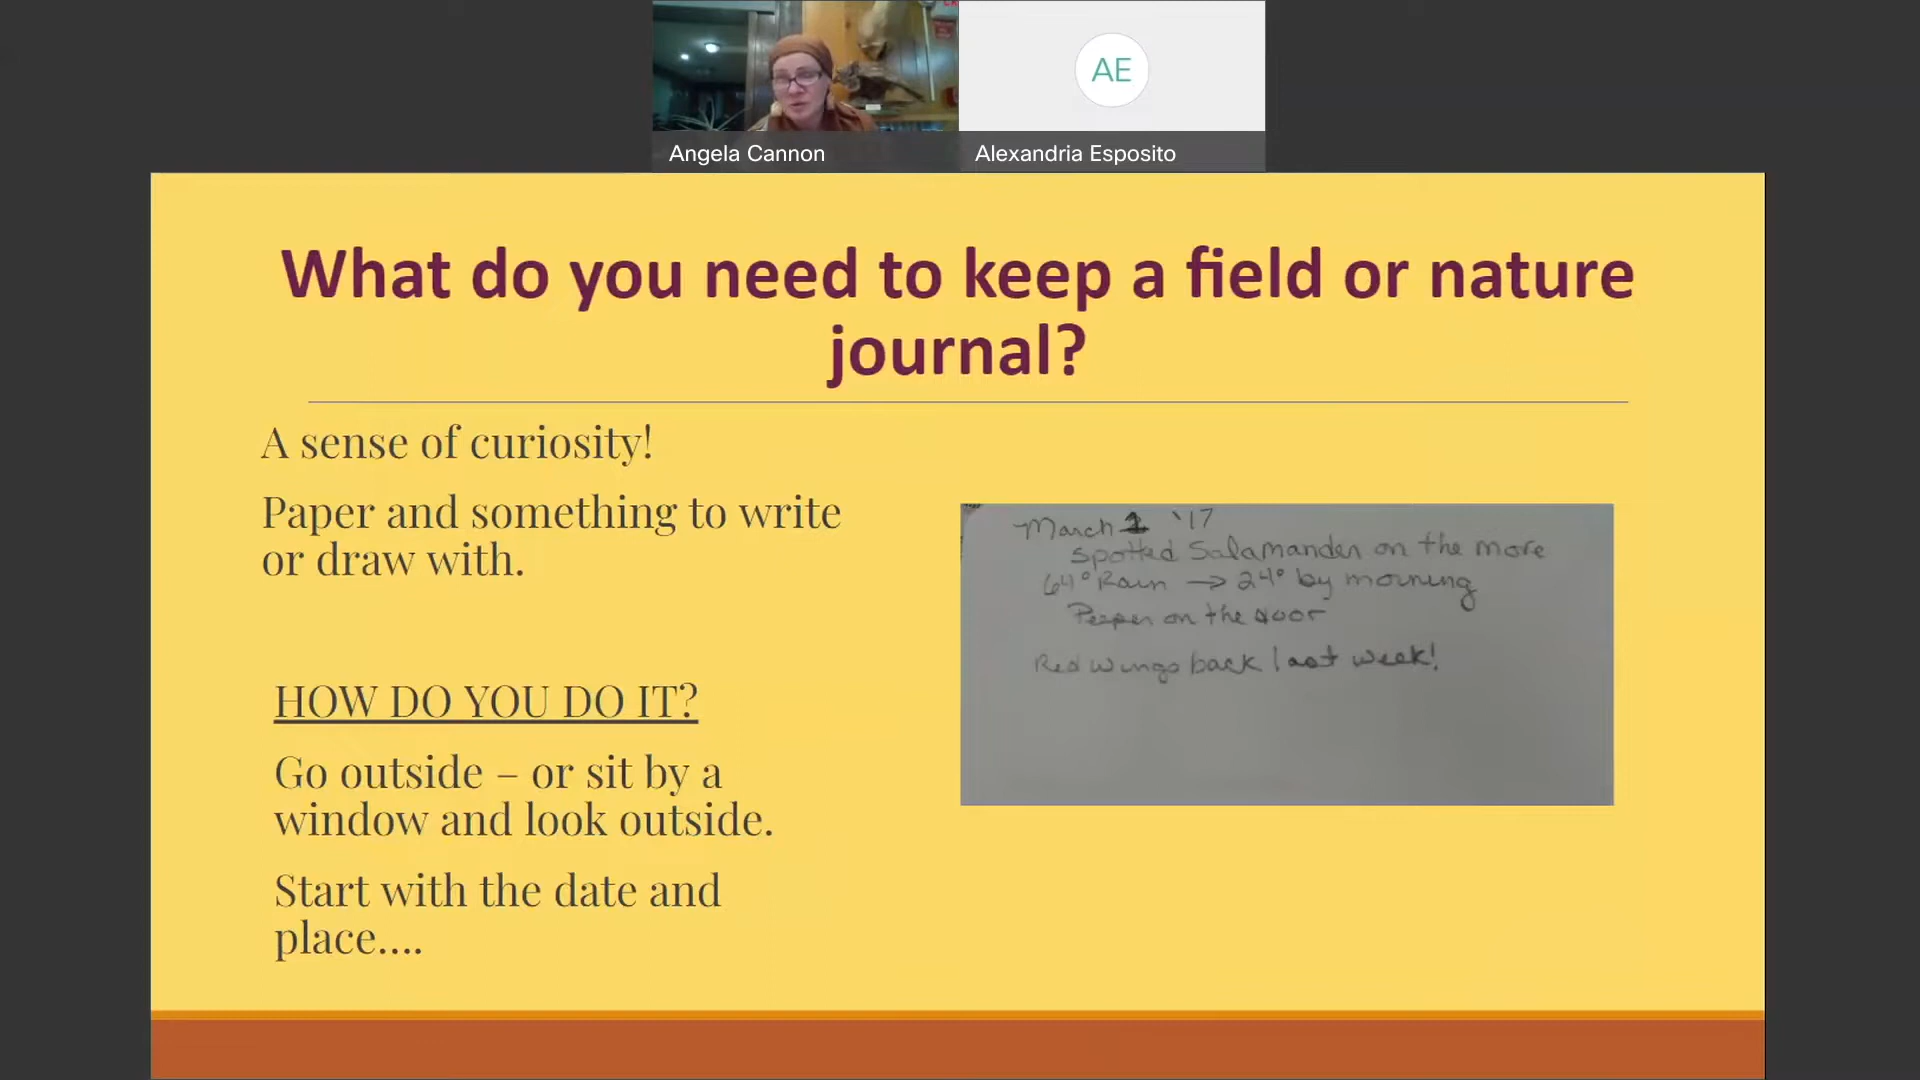 Angela Cannon
AE
Alexandria Esposito
What do you need to keep a field or nature
journal?
A sense of curiosity!
Paper and something to write
or draw with.
HOW DO YOU DO IT?
Go outside – or sit by a
window and look outside.
Start with the date and
place....
March 1 '17
Spotted Salamander on the more
64° Rain → 24° by morning
Peeper on the door
Red wings back last week!